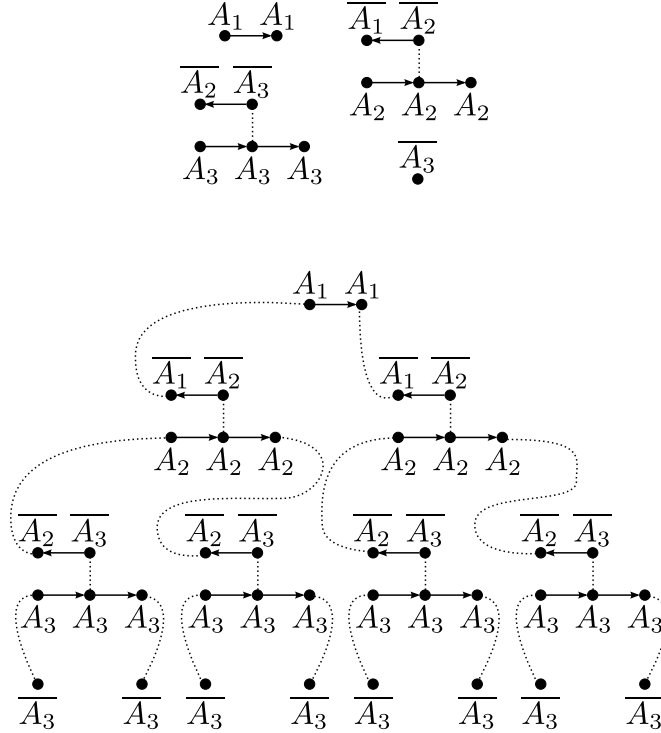 A₁ A₁
A̅₁ A̅₂
A₂ A₂ A₂
A̅₂ A̅₃
A₃ A₃ A₃
A̅₃
A₁ A₁
A̅₁ A̅₂ A̅₁ A̅₂
A₂ A₂ A₂ A₂ A₂ A₂
A̅₂ A̅₃ A̅₂ A̅₃ A̅₂ A̅₃ A̅₂ A̅₃
A₃ A₃ A₃ A₃ A₃ A₃ A₃ A₃ A₃ A₃ A₃ A₃
A̅₃ A̅₃ A̅₃ A̅₃ A̅₃ A̅₃ A̅₃ A̅₃